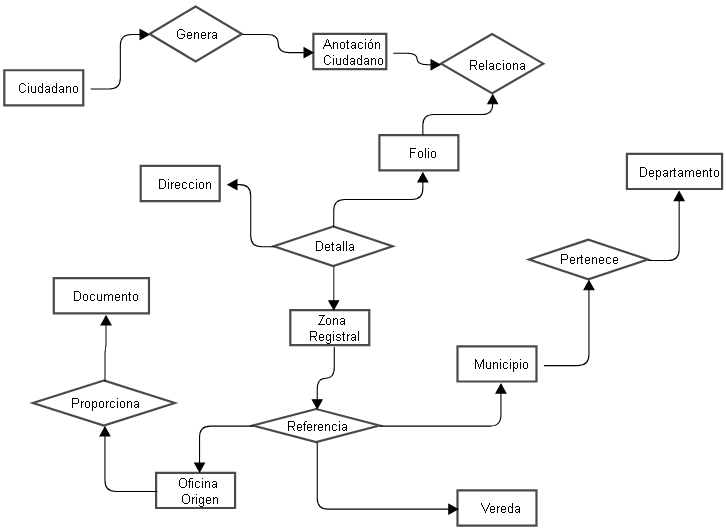 Genera
Anotación
Ciudadano
Relaciona
Ciudadano
Folio
Departamento
Direccion
Detalla
Pertenece
Documento
Zona
Registral
Municipio
Proporciona
Referencia
Oficina
Origen
Vereda